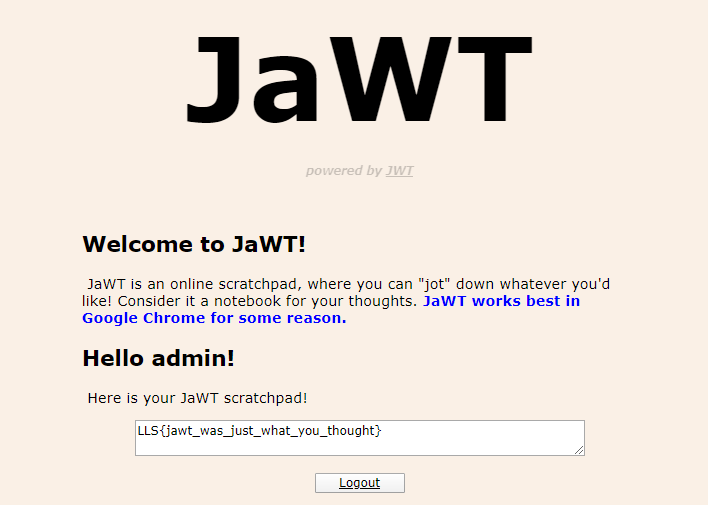 JaWT
powered by JWT
Welcome to JaWT!
JaWT is an online scratchpad, where you can "jot" down whatever you'd
like! Consider it a notebook for your thoughts. JaWT works best in
Google Chrome for some reason.
Hello admin!
Here is your JaWT scratchpad!
LLS{jawt_was_just_what_you_thought}
Logout